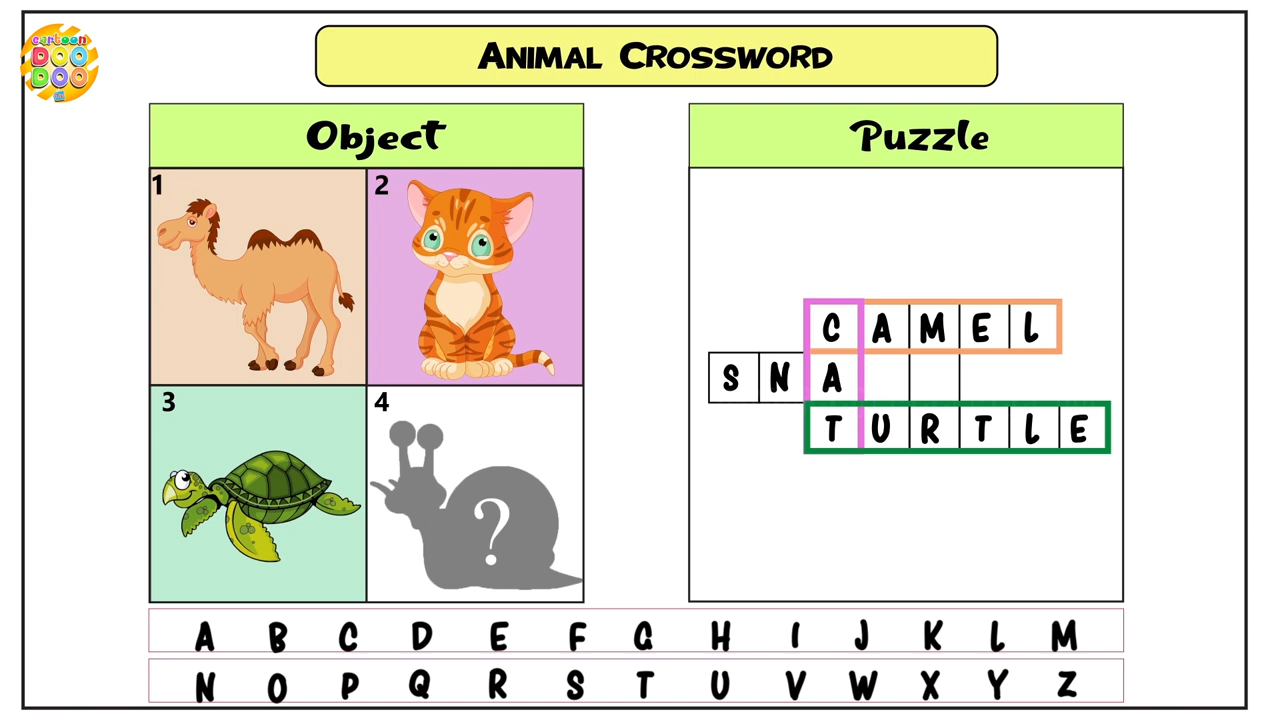 cartoon
DOO
DOO
Animal Crossword
Object
Puzzle
1
2
3
4
?
C A M E L
S N A
T U R T L E
A B C D E F G H I J K L M
N O P Q R S T U V W X Y Z